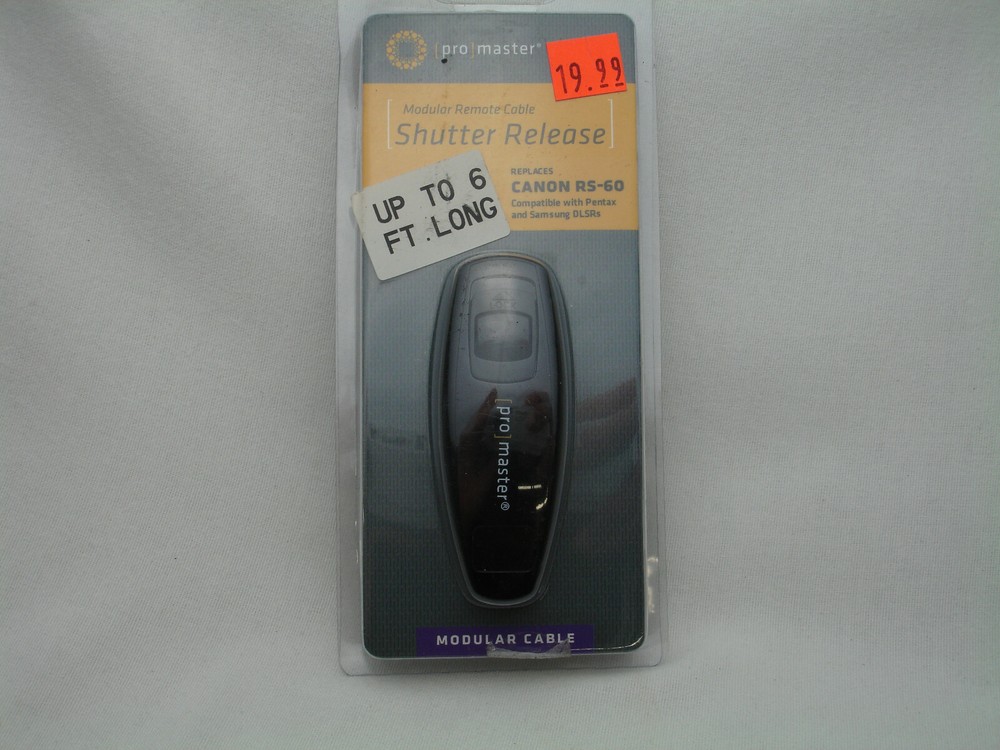 [pro]master®
19.99
Modular Remote Cable
[Shutter Release]
REPLACES
CANON RS-60
Compatible with Pentax
and Samsung DLSRs
UP TO 6
FT.LONG
[pro]master®
MODULAR CABLE